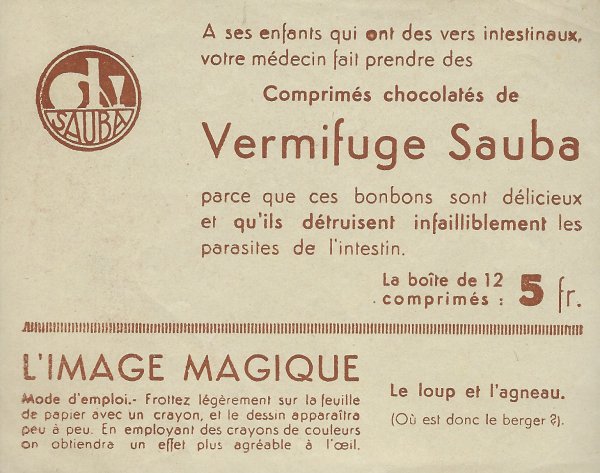 SAUBA
A ses enfants qui ont des vers intestinaux,
votre médecin fait prendre des
Comprimés chocolatés de
Vermifuge Sauba
parce que ces bonbons sont délicieux
et qu'ils détruisent infailliblement les
parasites de l'intestin.
La boîte de 12
comprimés : 5 fr.
L'IMAGE MAGIQUE
Mode d'emploi.- Frottez légèrement sur la feuille
de papier avec un crayon, et le dessin apparaîtra
peu à peu. En employant des crayons de couleurs
on obtiendra un effet plus agréable à l'œil.
Le loup et l'agneau.
(Où est donc le berger ?).